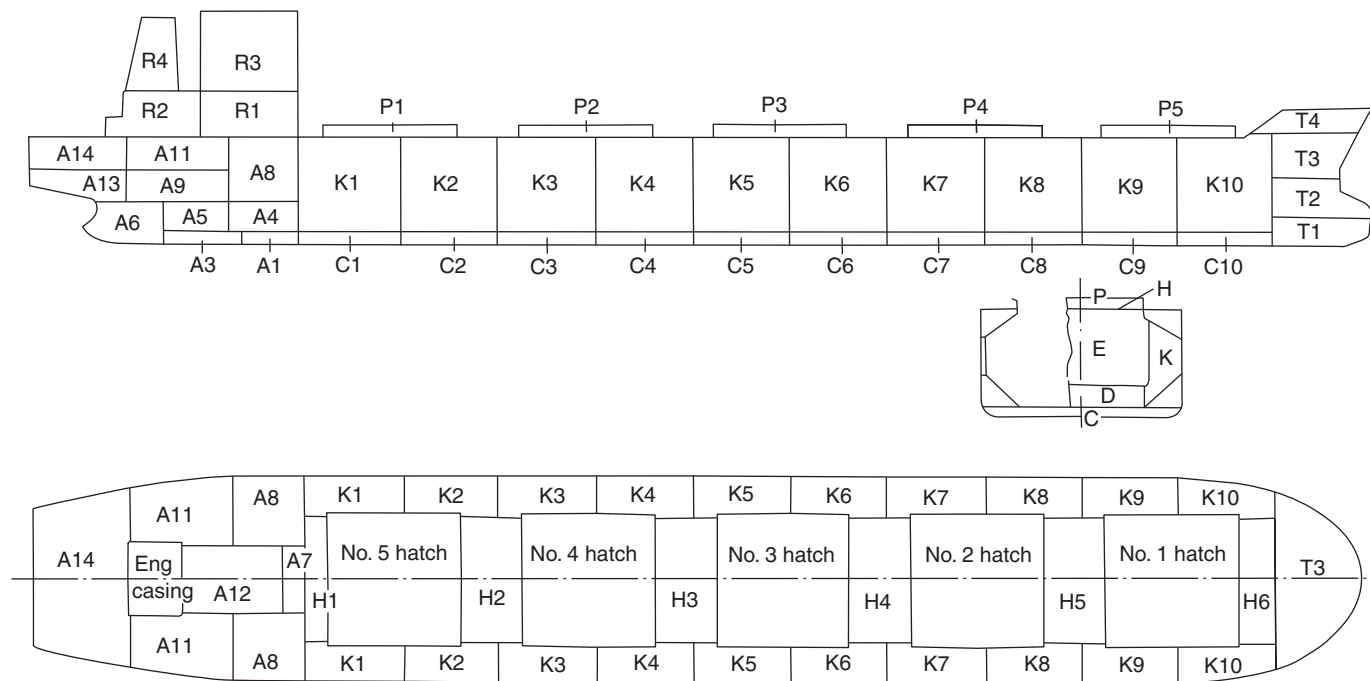 R4 R3
R2 R1 P1 P2 P3 P4 P5 T4
A14 A11 A8 K1 K2 K3 K4 K5 K6 K7 K8 K9 K10 T3
A13 A9 T2
A6 A5 A4 T1
A3 A1 C1 C2 C3 C4 C5 C6 C7 C8 C9 C10
P H
E K
D
C
A8 K1 K2 K3 K4 K5 K6 K7 K8 K9 K10
A11
A14 Eng A7 No. 5 hatch No. 4 hatch No. 3 hatch No. 2 hatch No. 1 hatch T3
casing A12 H1 H2 H3 H4 H5 H6
A11 A8 K1 K2 K3 K4 K5 K6 K7 K8 K9 K10